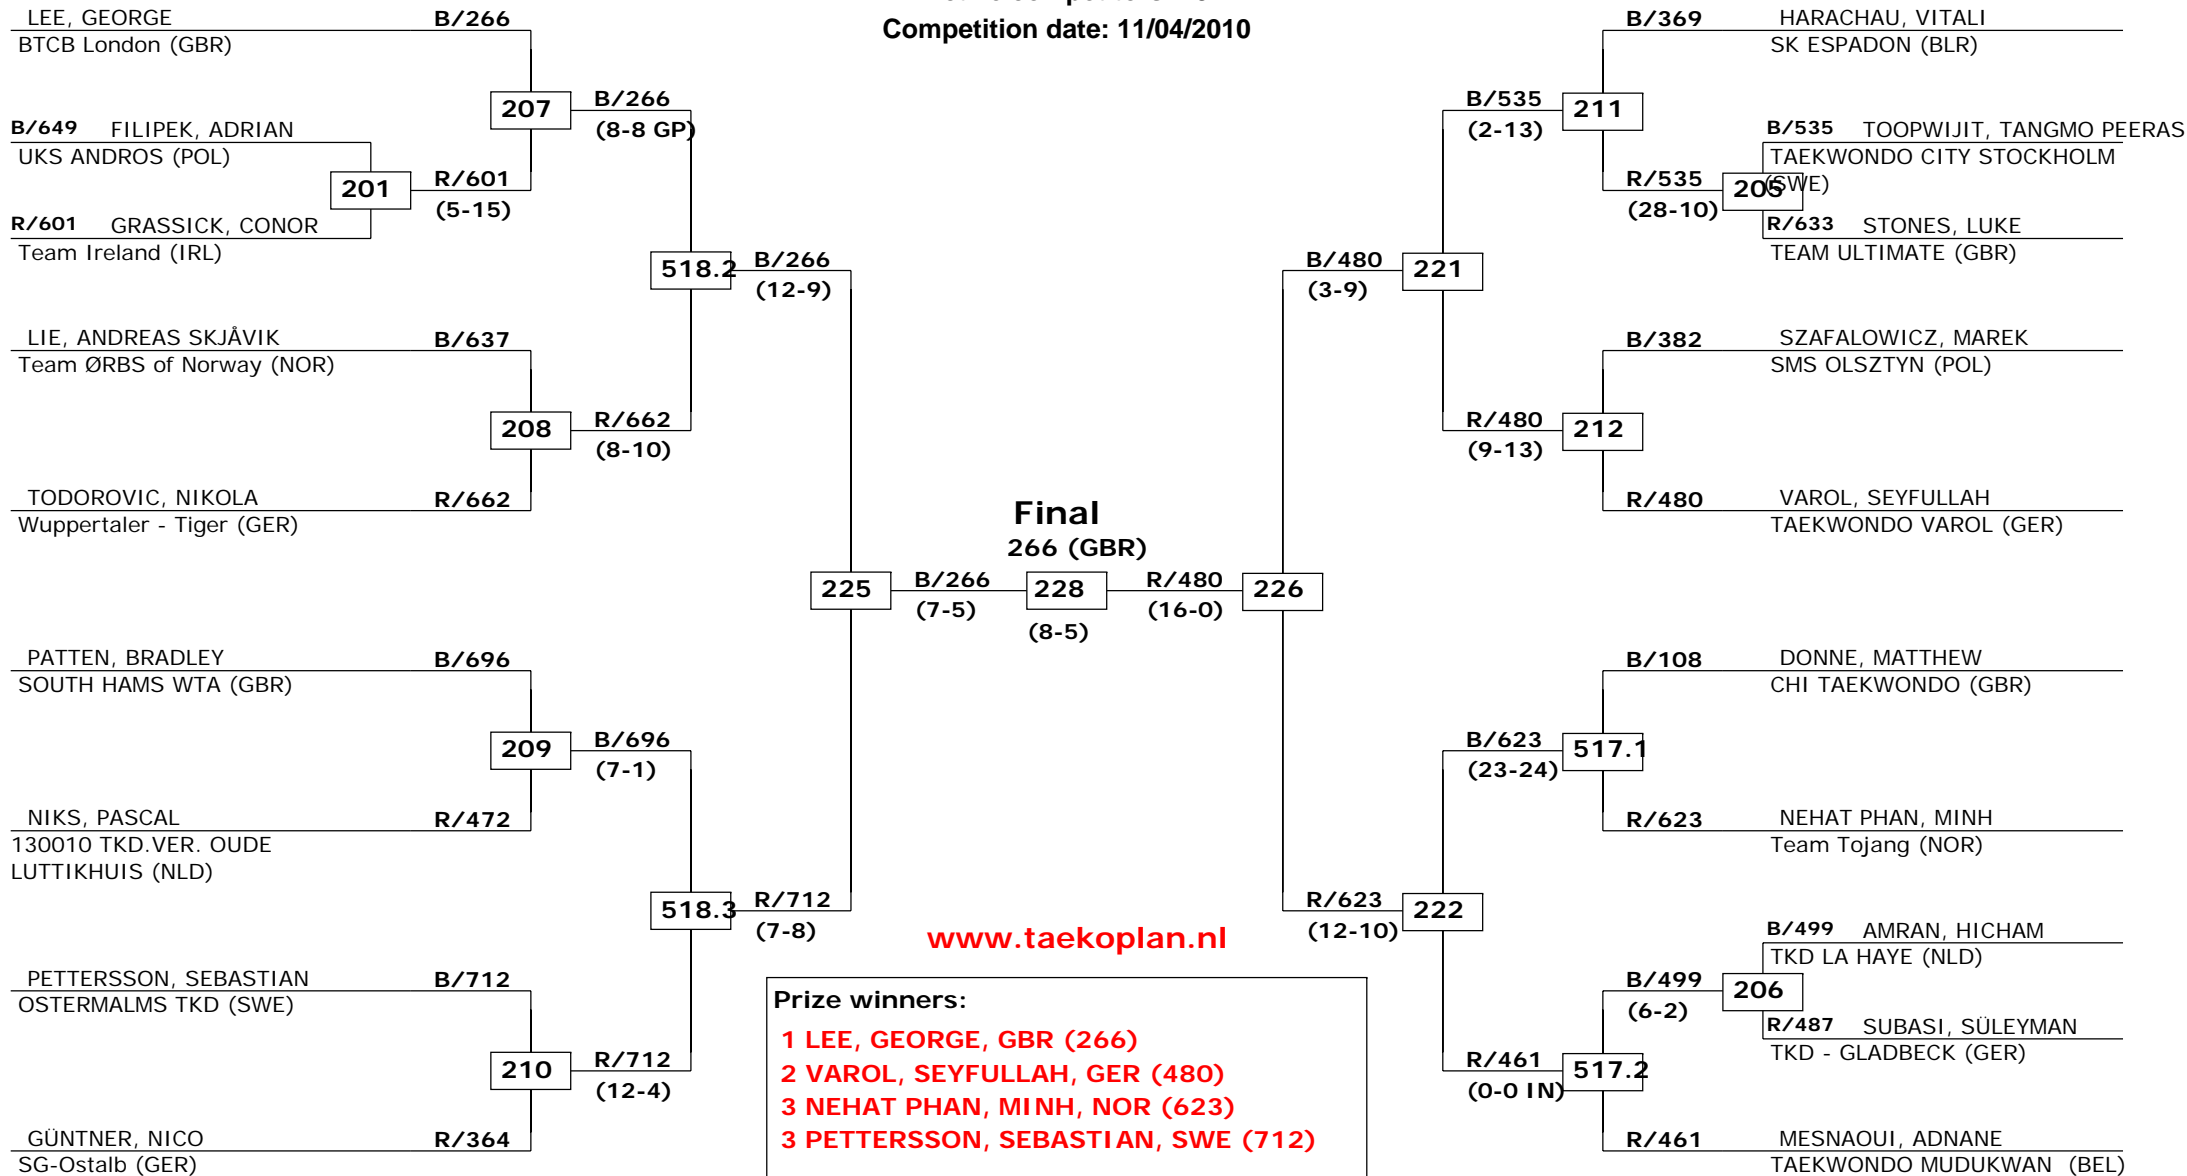 Competition date: 11/04/2010
LEE, GEORGE B/266
BTCB London (GBR)
207
B/266
(8-8 GP)
B/649 FILIPEK, ADRIAN
UKS ANDROS (POL)
201
R/601
(5-15)
R/601 GRASSICK, CONOR
Team Ireland (IRL)
518.2
B/266
(12-9)
LIE, ANDREAS SKJÅVIK B/637
Team ØRBS of Norway (NOR)
208
R/662
(8-10)
TODOROVIC, NIKOLA R/662
Wuppertaler - Tiger (GER)
225
B/266
(7-5)
PATTEN, BRADLEY B/696
SOUTH HAMS WTA (GBR)
209
B/696
(7-1)
NIKS, PASCAL R/472
130010 TKD.VER. OUDE
LUTTIKHUIS (NLD)
518.3
R/712
(7-8)
PETTERSSON, SEBASTIAN B/712
OSTERMALMS TKD (SWE)
210
R/712
(12-4)
GÜNTNER, NICO R/364
SG-Ostalb (GER)
Final
266 (GBR)
228
(8-5)
B/369 HARACHAU, VITALI
SK ESPADON (BLR)
B/535
(2-13)
211
B/535 TOOPWIJIT, TANGMO PEERAS
TAEKWONDO CITY STOCKHOLM
(SWE)
R/535
(28-10)
205
R/633 STONES, LUKE
TEAM ULTIMATE (GBR)
B/480
(3-9)
221
B/382 SZAFALOWICZ, MAREK
SMS OLSZTYN (POL)
R/480
(9-13)
212
R/480 VAROL, SEYFULLAH
TAEKWONDO VAROL (GER)
R/480
(16-0)
226
B/108 DONNE, MATTHEW
CHI TAEKWONDO (GBR)
B/623
(23-24)
517.1
R/623 NEHAT PHAN, MINH
Team Tojang (NOR)
R/623
(12-10)
222
B/499 AMRAN, HICHAM
TKD LA HAYE (NLD)
B/499
(6-2)
206
R/487 SUBASI, SÜLEYMAN
TKD - GLADBECK (GER)
R/461
(0-0 IN)
517.2
R/461 MESNAOUI, ADNANE
TAEKWONDO MUDUKWAN (BEL)
www.taekoplan.nl
Prize winners:
1 LEE, GEORGE, GBR (266)
2 VAROL, SEYFULLAH, GER (480)
3 NEHAT PHAN, MINH, NOR (623)
3 PETTERSSON, SEBASTIAN, SWE (712)